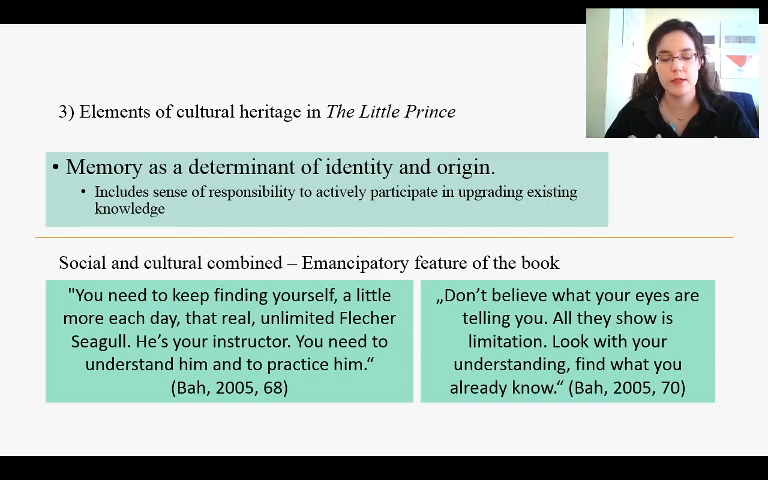 3) Elements of cultural heritage in The Little Prince
• Memory as a determinant of identity and origin.
• Includes sense of responsibility to actively participate in upgrading existing
knowledge
Social and cultural combined – Emancipatory feature of the book
"You need to keep finding yourself, a little
more each day, that real, unlimited Flecher
Seagull. He's your instructor. You need to
understand him and to practice him.“
(Bah, 2005, 68)
„Don't believe what your eyes are
telling you. All they show is
limitation. Look with your
understanding, find what you
already know.“ (Bah, 2005, 70)